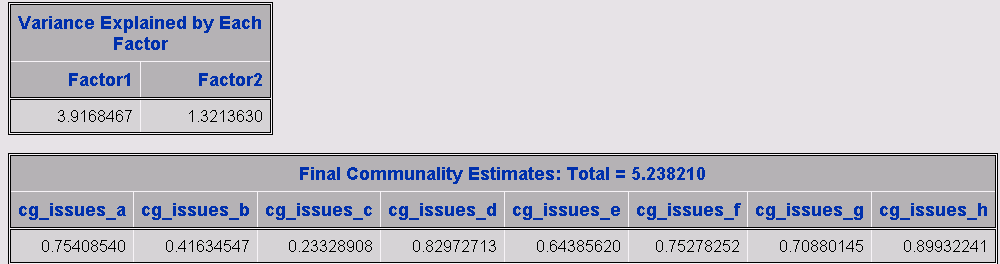 Variance Explained by Each
Factor
Factor1 Factor2
3.9168467 1.3213630
Final Communality Estimates: Total = 5.238210
cg_issues_a cg_issues_b cg_issues_c cg_issues_d cg_issues_e cg_issues_f cg_issues_g cg_issues_h
0.75408540 0.41634547 0.23328908 0.82972713 0.64385620 0.75278252 0.70880145 0.89932241